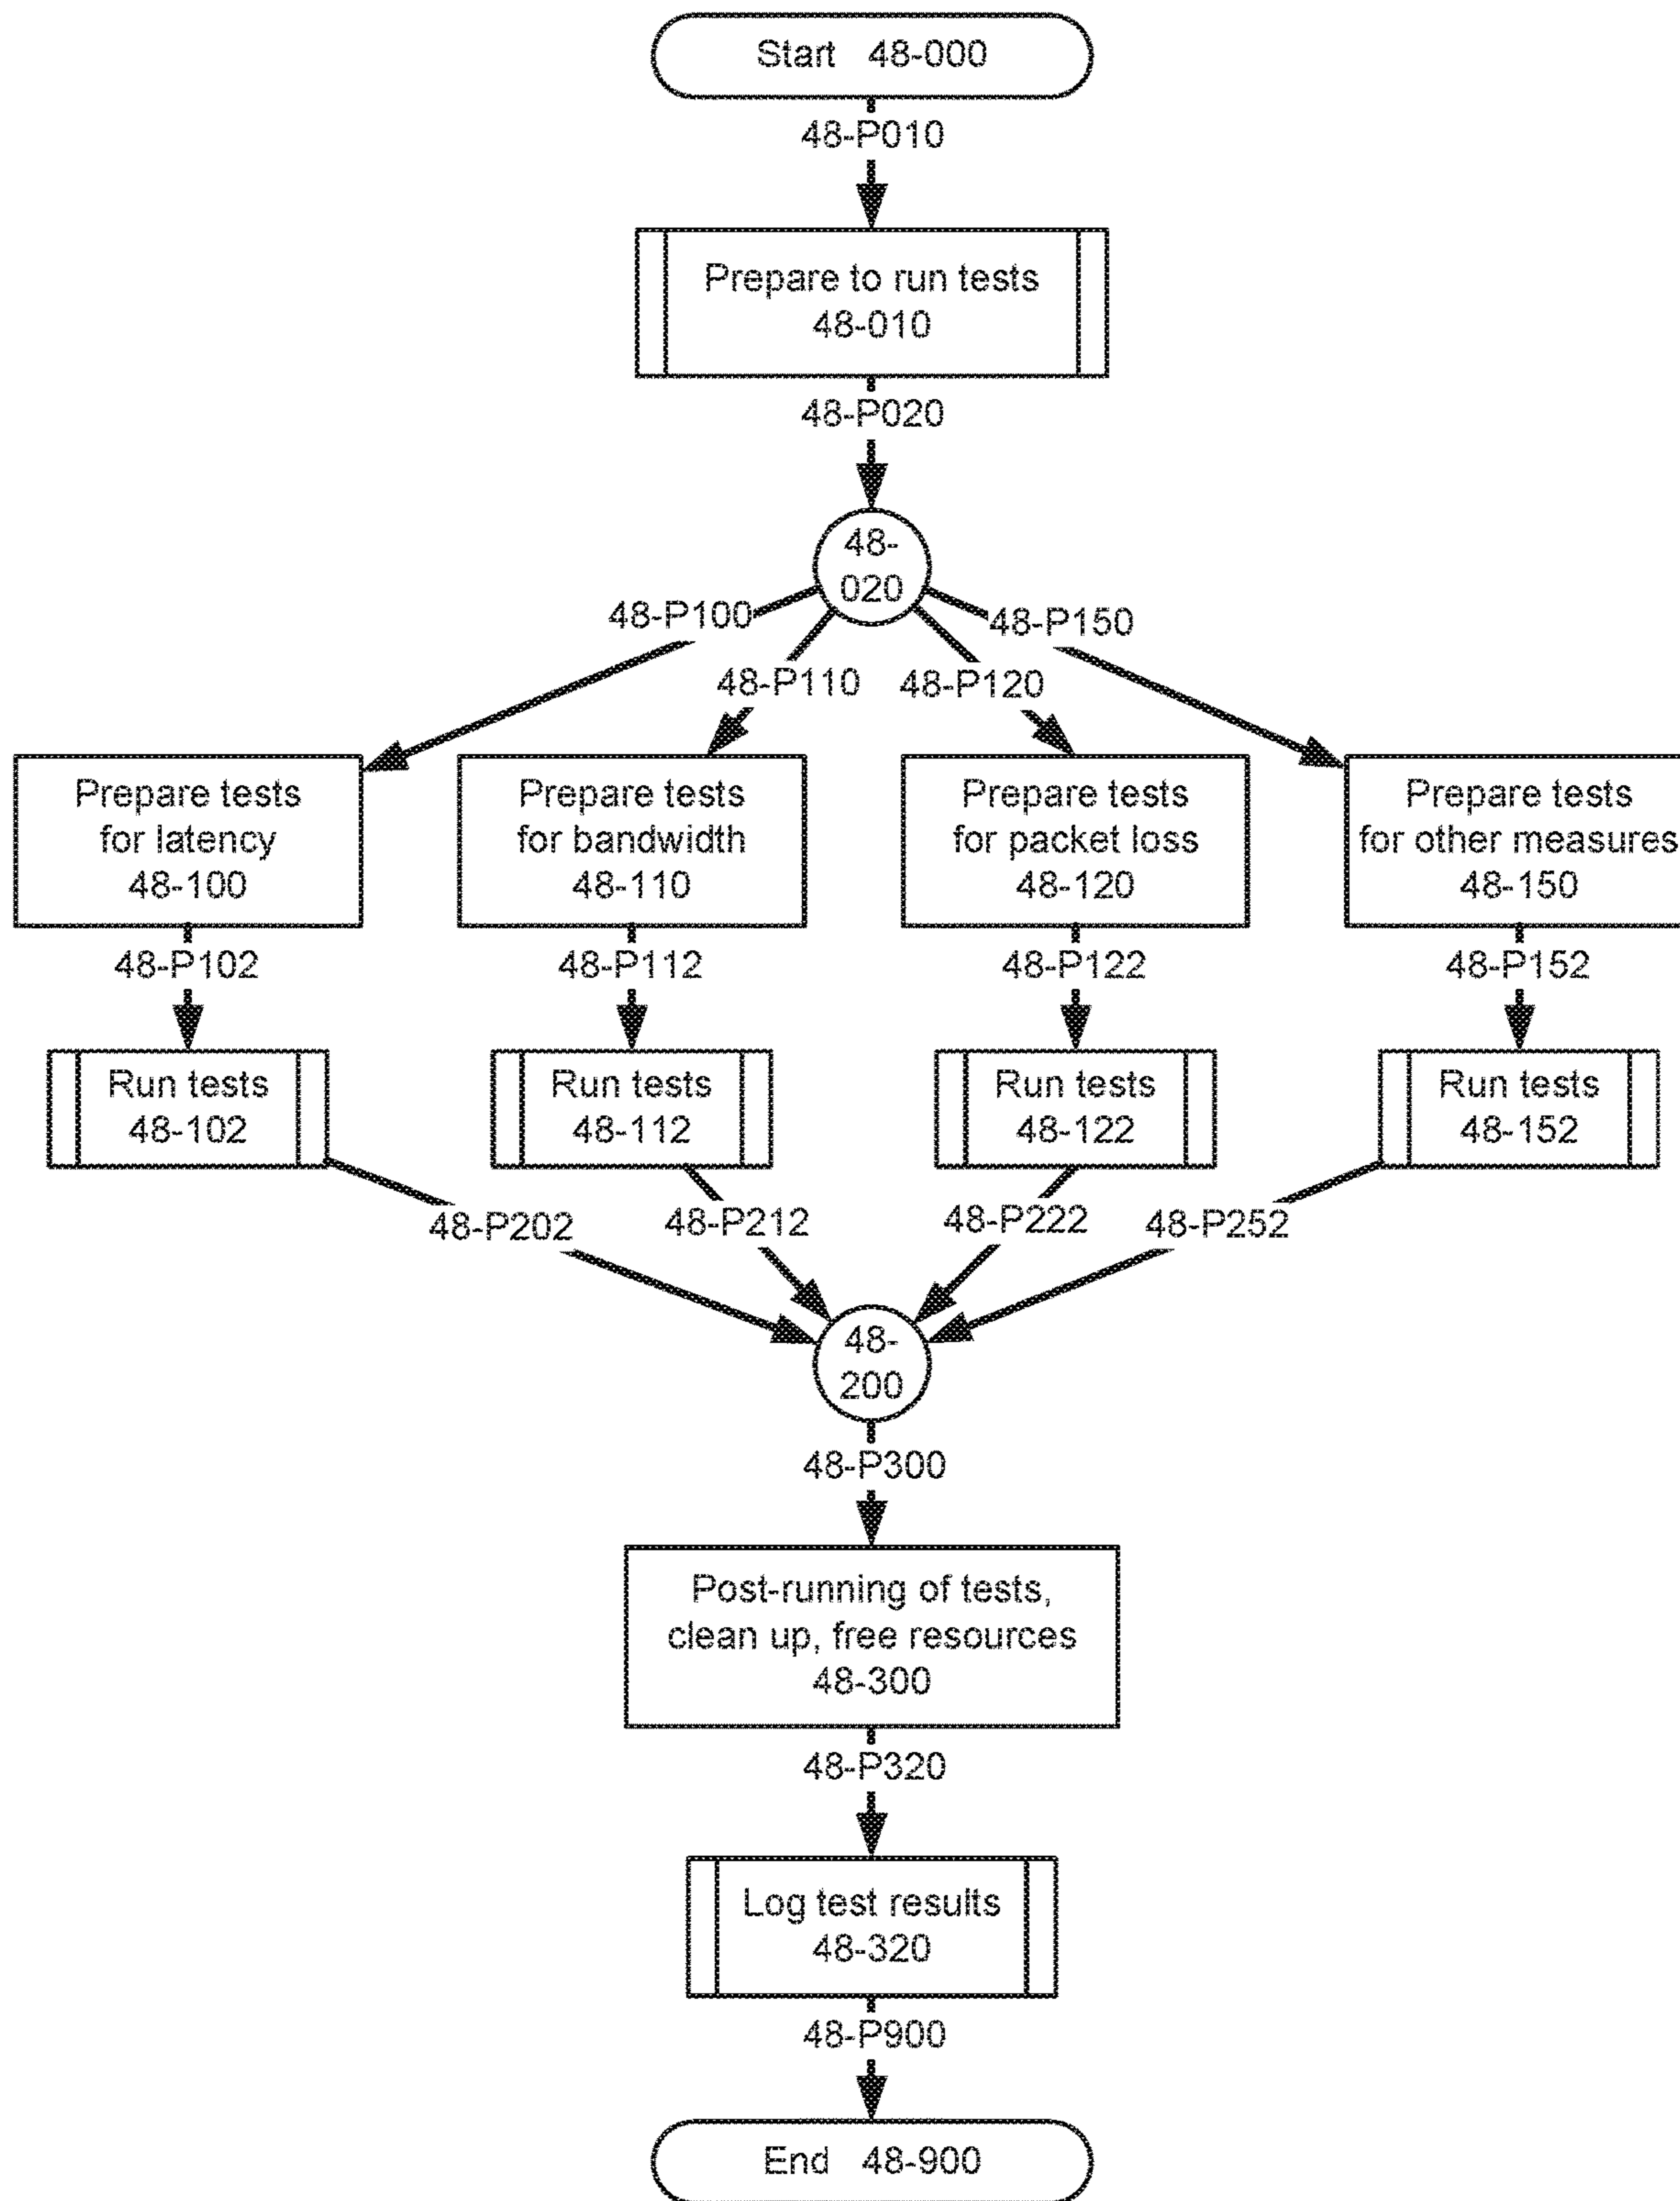 Start 48-000
48-P010
Prepare to run tests
48-010
48-P020
48-
020
48-P100
48-P150
48-P110
48-P120
Prepare tests
for latency
48-100
Prepare tests
for bandwidth
48-110
Prepare tests
for packet loss
48-120
Prepare tests
for other measures
48-150
48-P102
48-P112
48-P122
48-P152
Run tests
48-102
Run tests
48-112
Run tests
48-122
Run tests
48-152
48-P202
48-P212
48-P222
48-P252
48-
200
48-P300
Post-running of tests,
clean up, free resources
48-300
48-P320
Log test results
48-320
48-P900
End 48-900